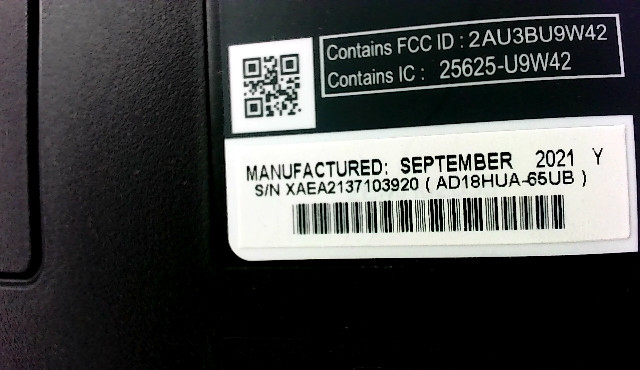 Contains FCC ID : 2AU3BU9W42
Contains IC : 25625-U9W42
MANUFACTURED: SEPTEMBER 2021 Y
S/N XAEA2137103920 ( AD18HUA-65UB )